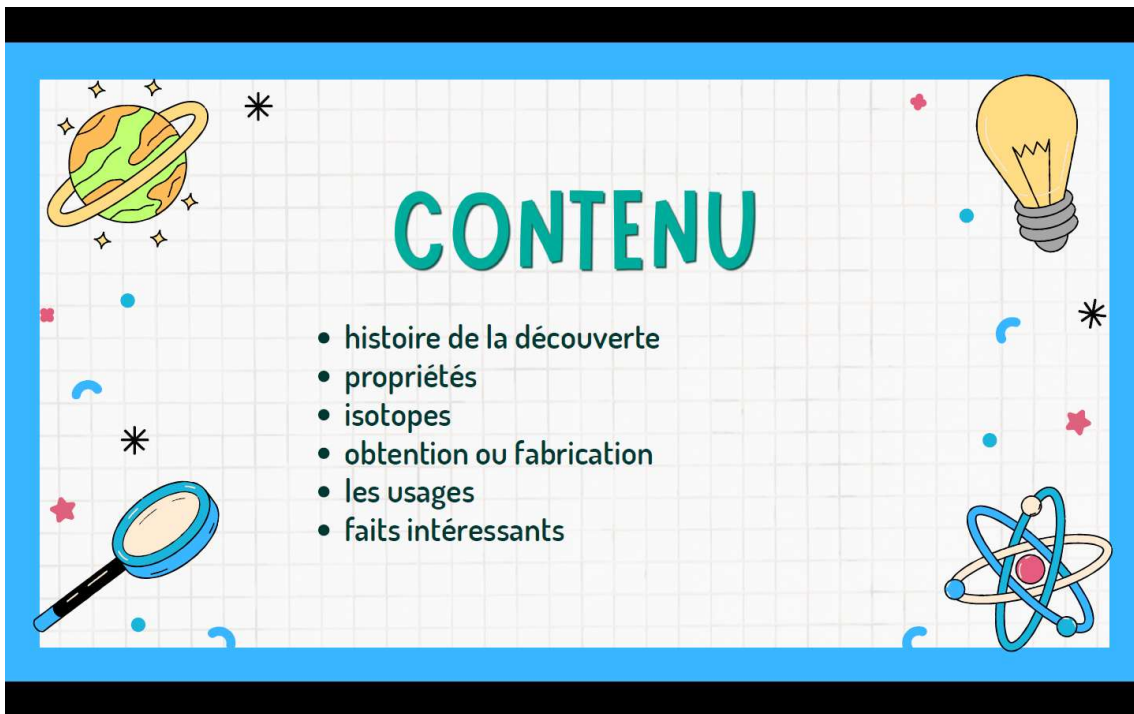 CONTENU
• histoire de la découverte
• propriétés
• isotopes
• obtention ou fabrication
• les usages
• faits intéressants